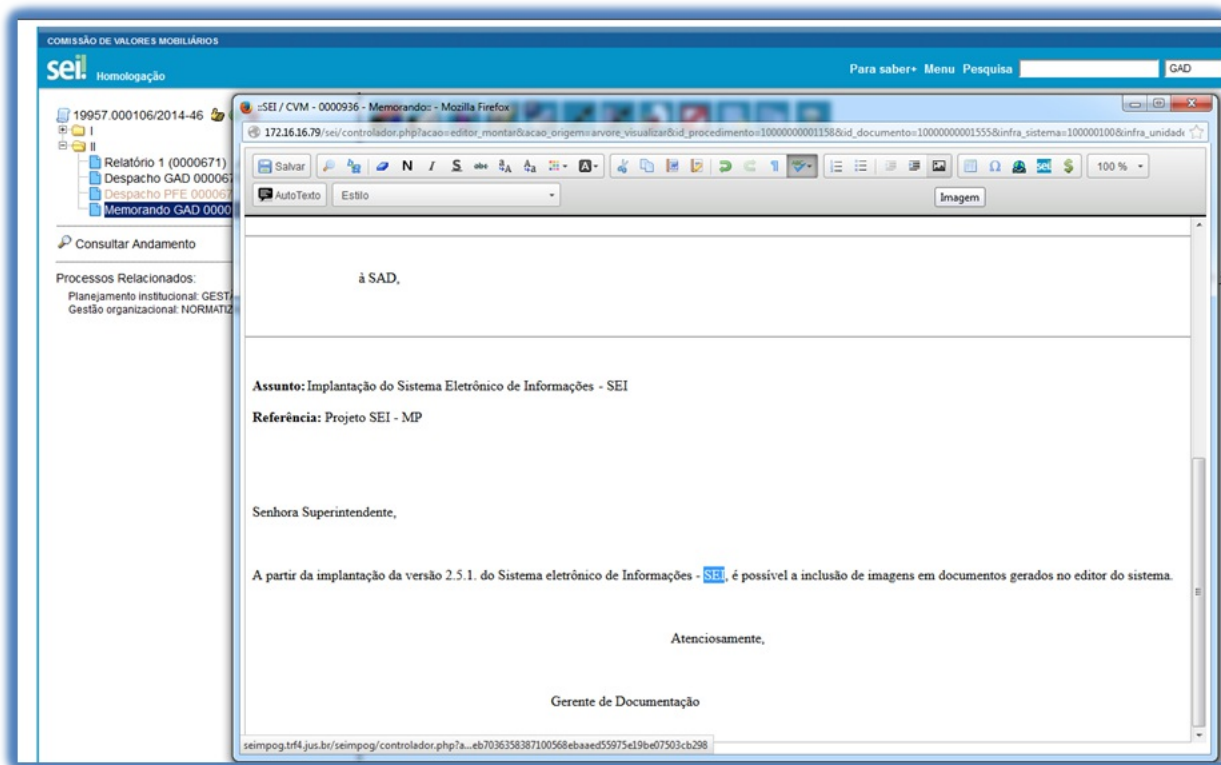 COMISSÃO DE VALORES MOBILIÁRIOS
sei! Homologação
Para saber+ Menu Pesquisa GAD
19957.000106/2014-46
I
II
Relatório 1 (0000671)
Despacho GAD 000067
Despacho PFE 000067
Memorando GAD 0000
Consultar Andamento
Processos Relacionados:
Planejamento institucional: GESTÃ
Gestão organizacional: NORMATIZ
::SEI / CVM - 0000936 - Memorando:: - Mozilla Firefox
172.16.16.79/sei/controlador.php?acao=editor_montar&acao_origem=arvore_visualizar&id_procedimento=1000000001158&id_documento=10000000001555&infra_sistema=100000100&infra_unidade
Salvar N I S abc 100 %
AutoTexto Estilo Imagem
à SAD,
Assunto: Implantação do Sistema Eletrônico de Informações - SEI
Referência: Projeto SEI - MP
Senhora Superintendente,
A partir da implantação da versão 2.5.1. do Sistema eletrônico de Informações - SEI, é possível a inclusão de imagens em documentos gerados no editor do sistema.
Atenciosamente,
Gerente de Documentação
seimpog.trf4.jus.br/seimpog/controlador.php?a...eb7036358387100568ebaaed55975e19be07503cb298